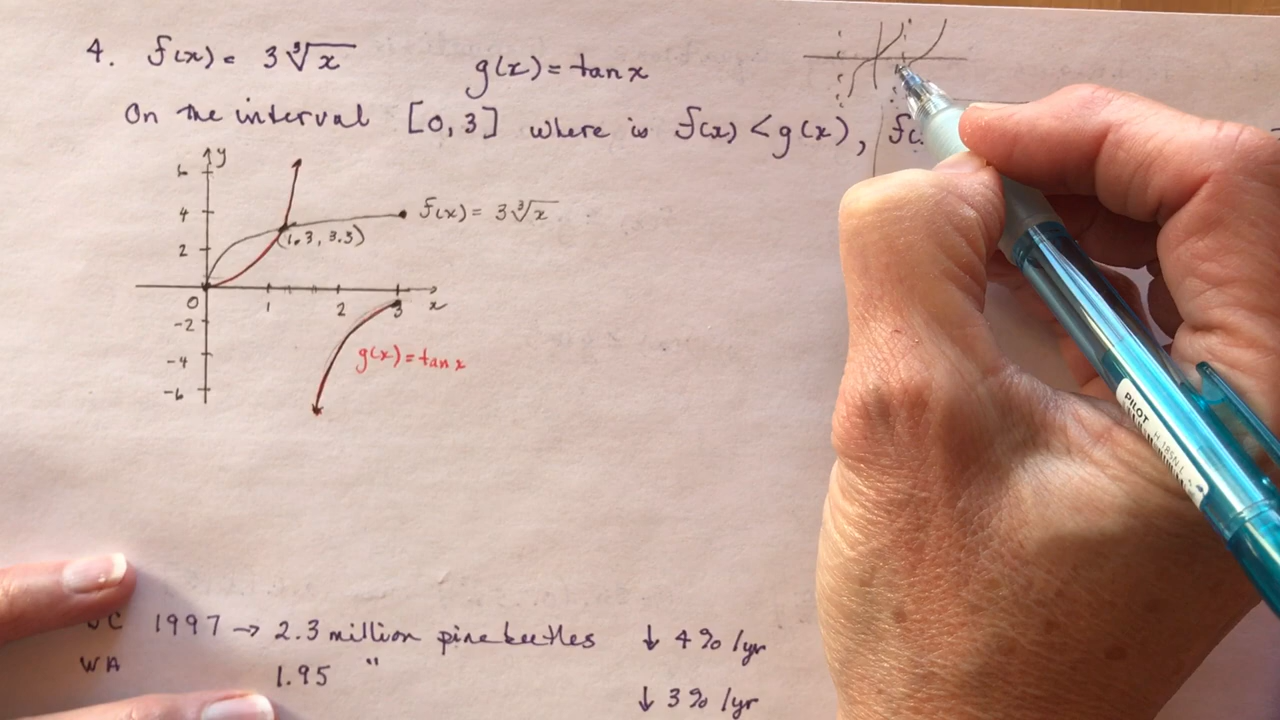 4. f(x) = 3∛x g(x) = tan x
On the interval [0,3] where is f(x) < g(x), f(
y
6
4 f(x) = 3∛x
(1.3, 3.3)
2
0 1 2 3 x
-2
-4 g(x) = tan x
-6
PILOT H-185N
1997 → 2.3 million pine beetles ↓ 4% /yr
WA 1.95 "
↓ 3% /yr